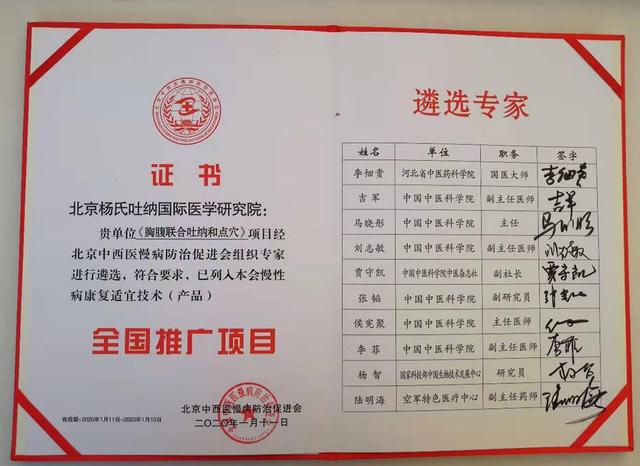 证书
北京杨氏吐纳国际医学研究院：
贵单位《胸腹联合吐纳和点穴》项目经
北京中西医慢病防治促进会组织专家
进行遴选，符合要求，已列入本会慢性
病康复适宜技术（产品）
全国推广项目
北京中西医慢病防治促进会
有效期：2020年1月11日-2023年1月10日
二〇二〇年一月十一日
遴选专家
姓名 单位 职务 签字
李佃贵 河北省中医药科学院 国医大师 李佃贵
吉军 中国中医科学院 副主任医师 吉军
马晓彤 中国中医科学院 主任
刘志敏 中国中医科学院 副主任医师
贾守凯 中国中医科学院中医杂志社 副社长
张韬 中国中医科学院 副研究员
侯宪聚 中国中医科学院 主任医师
李菲 中国中医科学院 副主任医师
杨智 国家科技部中国生物技术发展中心 研究员
陆明海 空军特色医疗中心 副主任药师